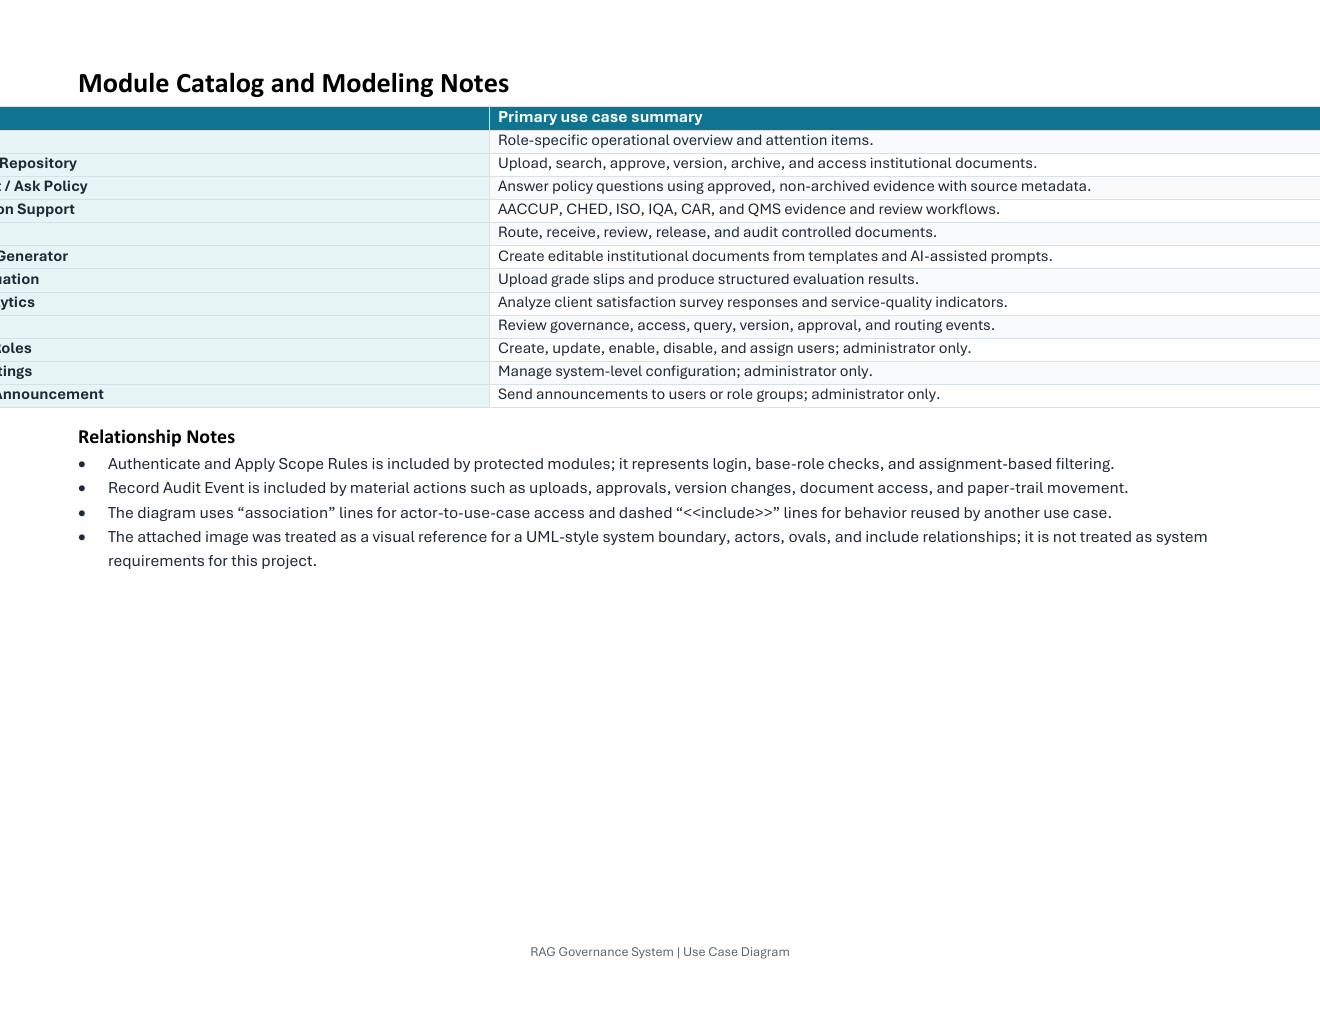 Module Catalog and Modeling Notes
Primary use case summary
Role-specific operational overview and attention items.
Repository Upload, search, approve, version, archive, and access institutional documents.
/ Ask Policy Answer policy questions using approved, non-archived evidence with source metadata.
on Support AACCUP, CHED, ISO, IQA, CAR, and QMS evidence and review workflows.
Route, receive, review, release, and audit controlled documents.
Generator Create editable institutional documents from templates and AI-assisted prompts.
uation Upload grade slips and produce structured evaluation results.
ytics Analyze client satisfaction survey responses and service-quality indicators.
Review governance, access, query, version, approval, and routing events.
Roles Create, update, enable, disable, and assign users; administrator only.
tings Manage system-level configuration; administrator only.
Announcement Send announcements to users or role groups; administrator only.
Relationship Notes
• Authenticate and Apply Scope Rules is included by protected modules; it represents login, base-role checks, and assignment-based filtering.
• Record Audit Event is included by material actions such as uploads, approvals, version changes, document access, and paper-trail movement.
• The diagram uses “association” lines for actor-to-use-case access and dashed “<<include>>” lines for behavior reused by another use case.
• The attached image was treated as a visual reference for a UML-style system boundary, actors, ovals, and include relationships; it is not treated as system
requirements for this project.
RAG Governance System | Use Case Diagram